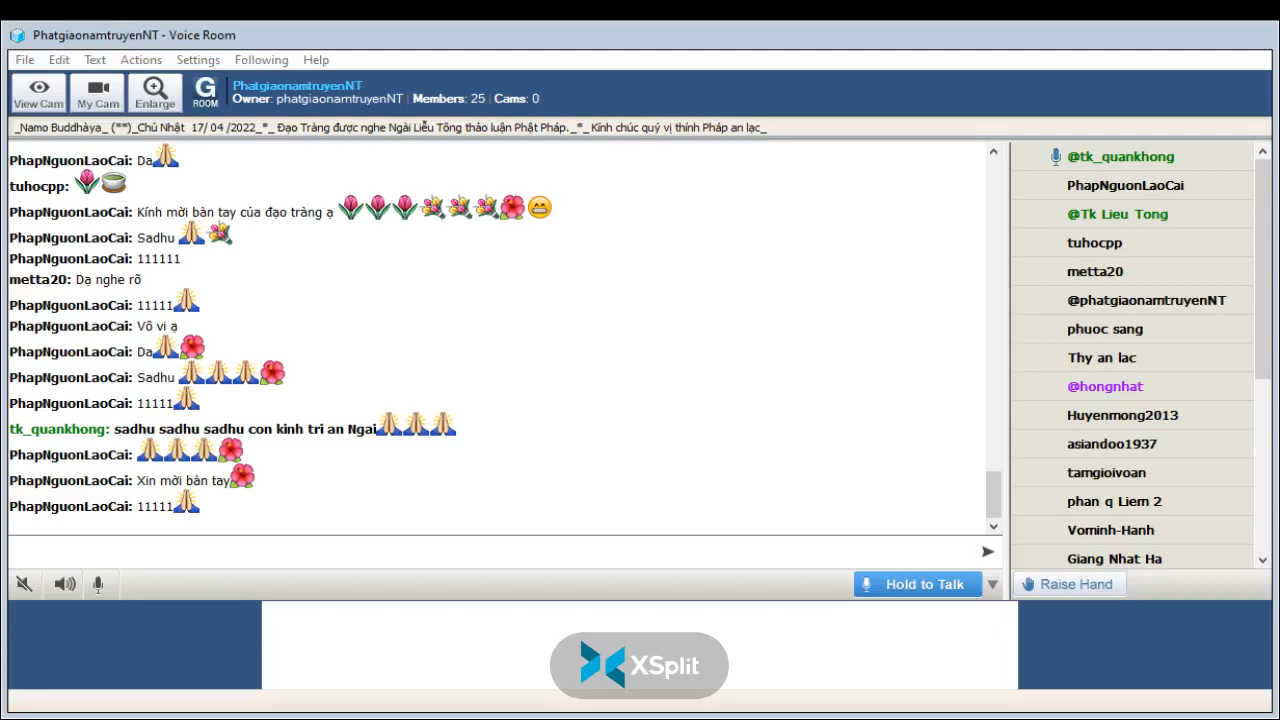 PhatgiaonamtruyenNT - Voice Room
File Edit Text Actions Settings Following Help
View Cam
My Cam
Enlarge
G ROOM
PhatgiaonamtruyenNT
Owner: phatgiaonamtruyenNT | Members: 25 | Cams: 0
_Namo Buddhàya_ (**)_Chủ Nhật 17/ 04 /2022_*_ Đạo Tràng được nghe Ngài Liễu Tông thảo luận Phật Pháp._*_ Kính chúc quý vị thính Pháp an lạc_
PhapNguonLaoCai: Da
tuhocpp:
PhapNguonLaoCai: Kính mời bàn tay của đạo tràng ạ
PhapNguonLaoCai: Sadhu
PhapNguonLaoCai: 111111
metta20: Dạ nghe rõ
PhapNguonLaoCai: 11111
PhapNguonLaoCai: Vô vi ạ
PhapNguonLaoCai: Da
PhapNguonLaoCai: Sadhu
PhapNguonLaoCai: 11111
tk_quankhong: sadhu sadhu sadhu con kinh tri an Ngai
PhapNguonLaoCai:
PhapNguonLaoCai: Xin mời bàn tay
PhapNguonLaoCai: 11111
@tk_quankhong
PhapNguonLaoCai
@Tk Lieu Tong
tuhocpp
metta20
@phatgiaonamtruyenNT
phuoc sang
Thy an lac
@hongnhat
Huyenmong2013
asiandoo1937
tamgioivoan
phan q Liem 2
Vominh-Hanh
Giang Nhat Ha
Hold to Talk
Raise Hand
XSplit